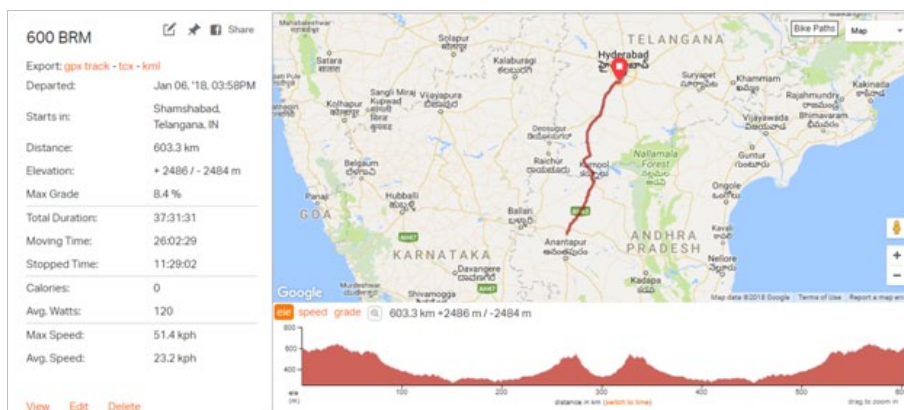 600 BRM
Share
Export: gpx track - tcx - kml
Departed: Jan 06, '18, 03:58PM
Starts in: Shamshabad,
Telangana, IN
Distance: 603.3 km
Elevation: + 2486 / - 2484 m
Max Grade 8.4 %
Total Duration: 37:31:31
Moving Time: 26:02:29
Stopped Time: 11:29:02
Calories: 0
Avg. Watts: 120
Max Speed: 51.4 kph
Avg. Speed: 23.2 kph
View Edit Delete
Bike Paths
Map
TELANGANA
Solapur
सोलापूर
Satara
सातारा
Kalaburagi
Hyderabad
Suryapet
Khammam
Kakinada
Rajahmundry
Bhimavaram
Vijayawada
Sangli Miraj
Kupwad
Vijayapura
Kolhapur
कोल्हापूर
Raichur
Nallamala
Forest
Guntur
Kurnool
Belgaum
Panaji
Hubballi
Ballari
Ongole
GOA
Anantapur
ANDHRA
PRADESH
Kavali
KARNATAKA
Nellore
Davangere
Kadapa
Murdeshwar
Shivamogga
Google
Map data ©2018 Google
Terms of Use
Report a map err
ele speed grade 603.3 km +2486 m / -2484 m
800
600
400
ele
(m)
100
200
300
400
500
600
distance in km (switch to time)
drag to zoom in